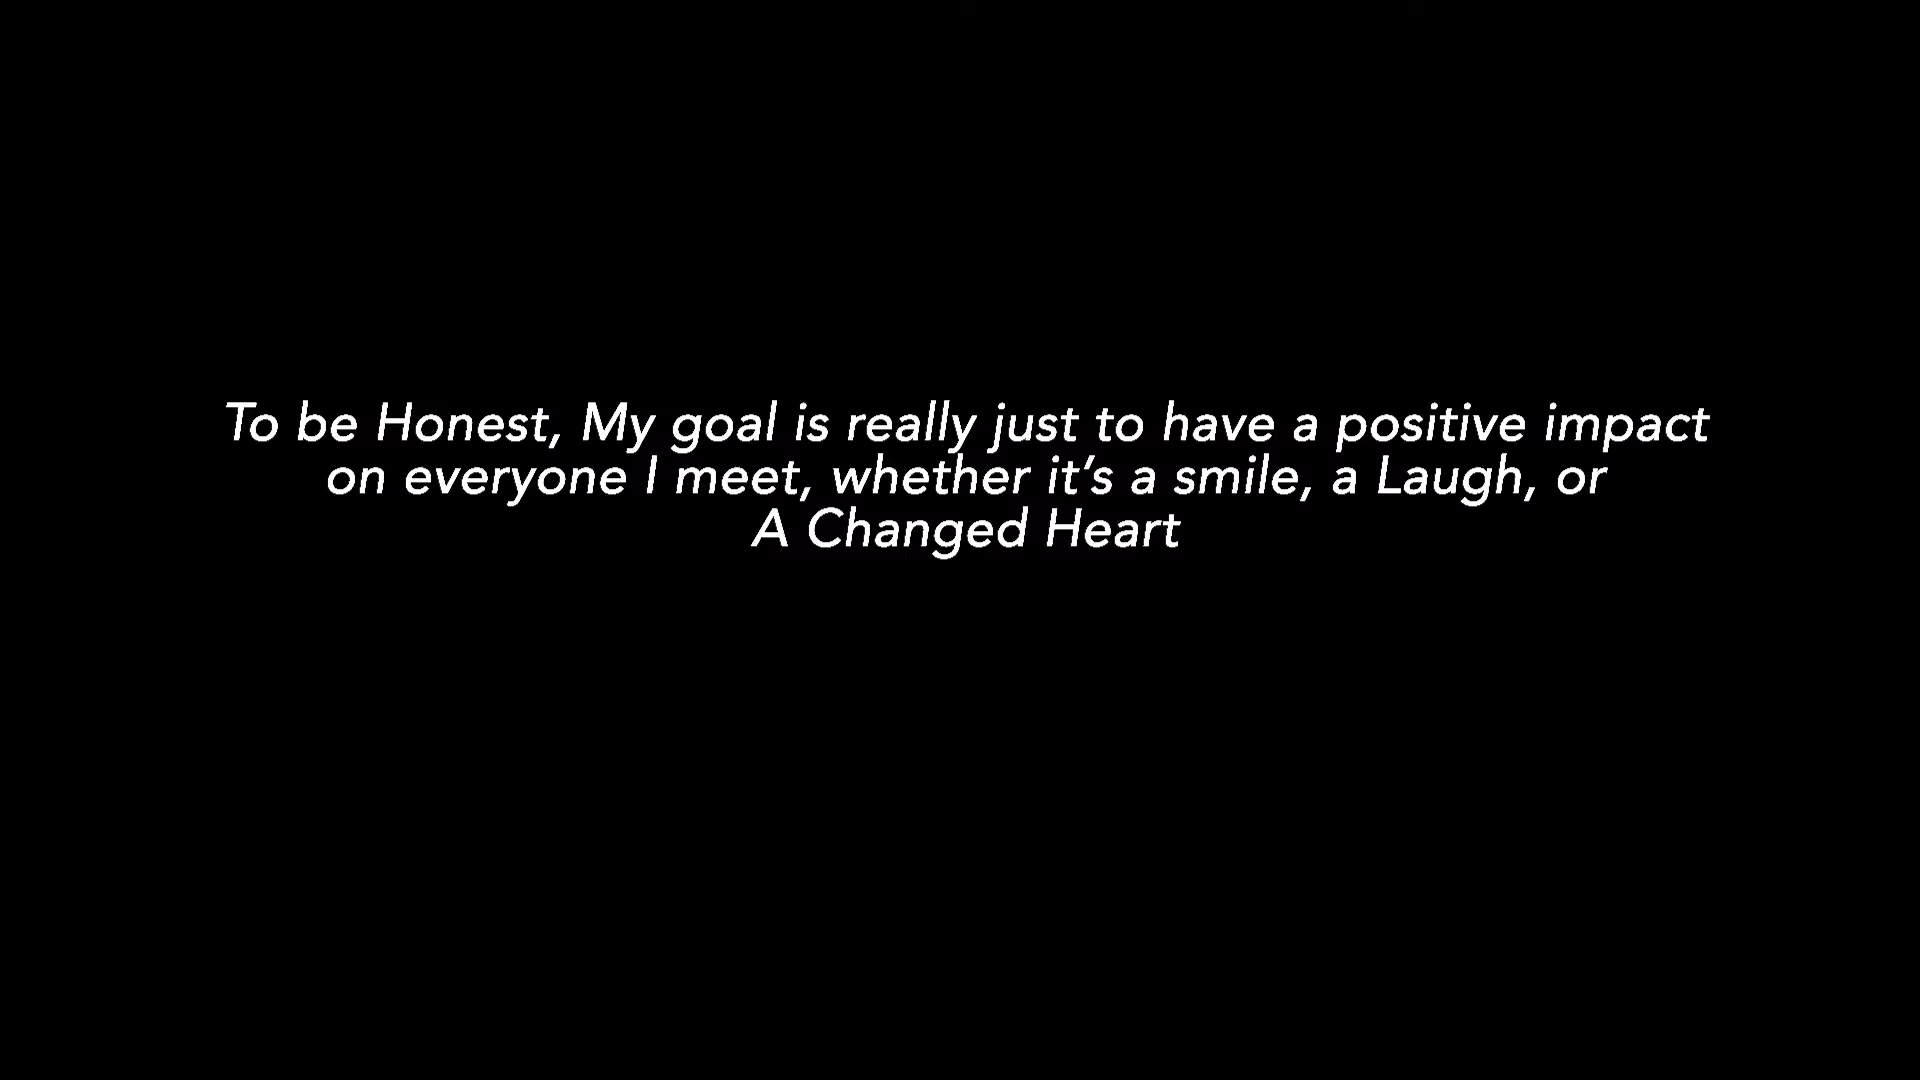 To be Honest, My goal is really just to have a positive impact
on everyone I meet, whether it’s a smile, a Laugh, or
A Changed Heart